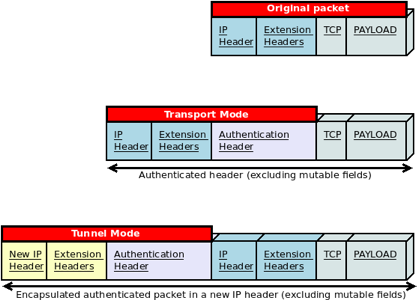 Original packet
IP Header
Extension Headers
TCP
PAYLOAD
Transport Mode
IP Header
Extension Headers
Authentication Header
TCP
PAYLOAD
Authenticated header (excluding mutable fields)
Tunnel Mode
New IP Header
Extension Headers
Authentication Header
IP Header
Extension Headers
TCP
PAYLOAD
Encapsulated authenticated packet in a new IP header (excluding mutable fields)